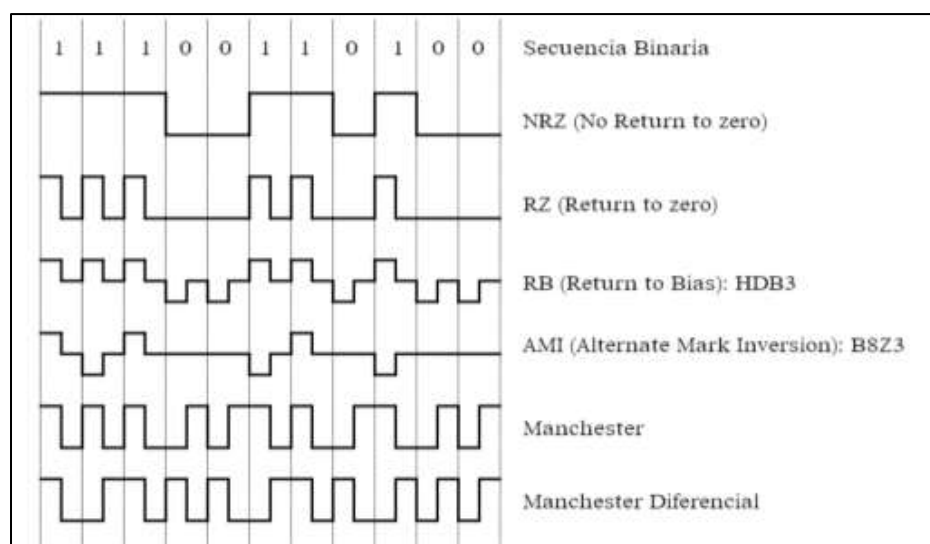 1 1 1 0 0 1 1 0 1 0 0 Secuencia Binaria
NRZ (No Return to zero)
RZ (Return to zero)
RB (Return to Bias): HDB3
AMI (Alternate Mark Inversion): B8Z3
Manchester
Manchester Diferencial